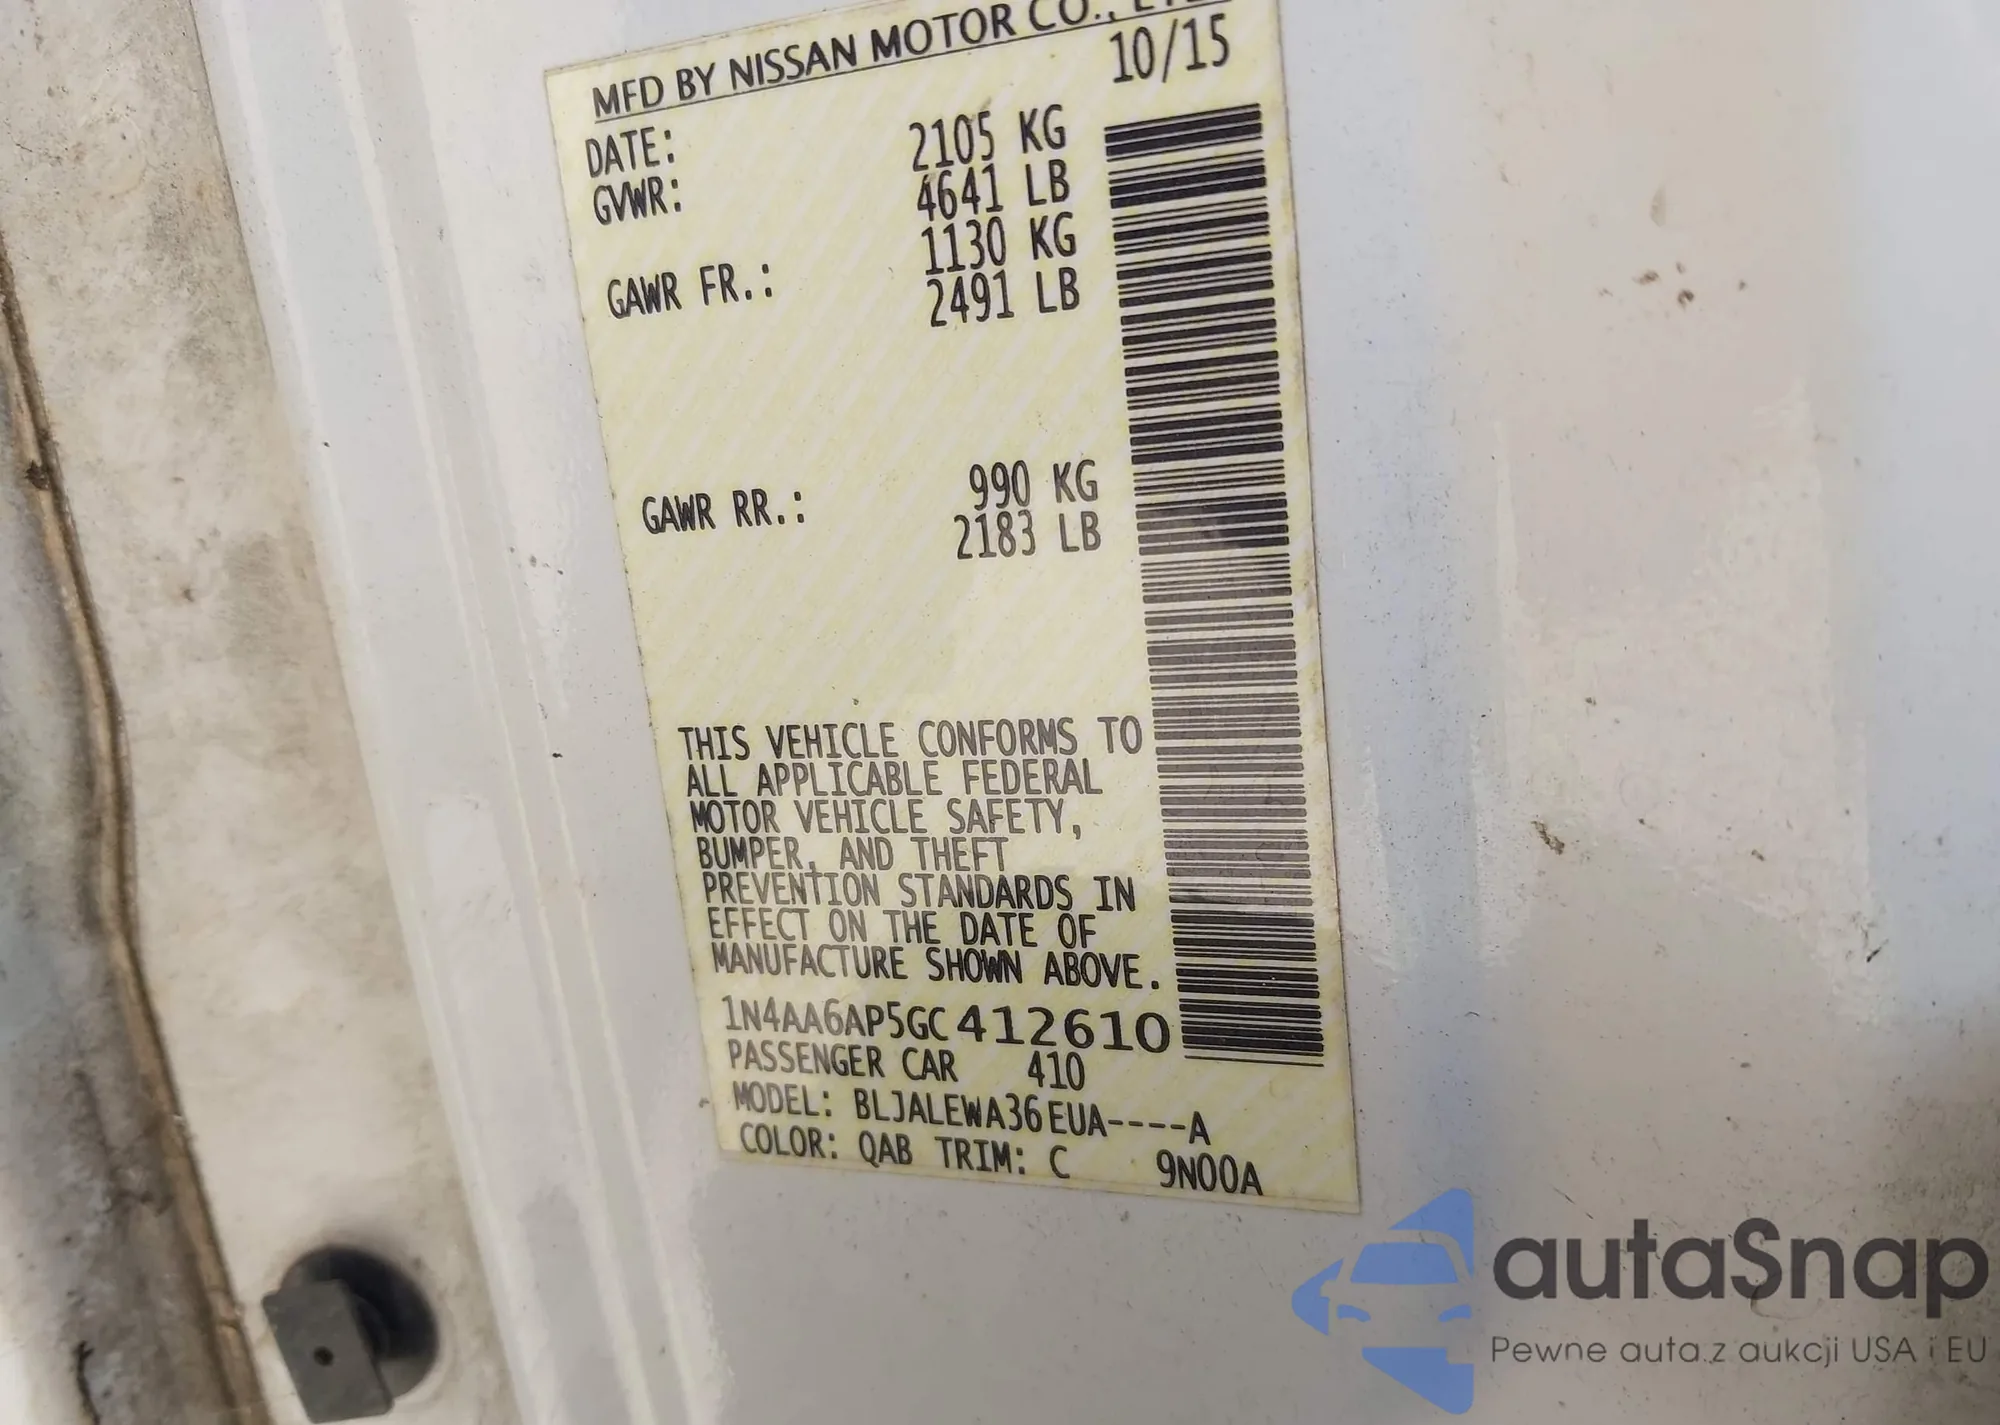 MFD BY NISSAN MOTOR CO.,
DATE: 10/15
GVWR: 2105 KG
4641 LB
GAWR FR.: 1130 KG
2491 LB
GAWR RR.: 990 KG
2183 LB
THIS VEHICLE CONFORMS TO
ALL APPLICABLE FEDERAL
MOTOR VEHICLE SAFETY,
BUMPER, AND THEFT
PREVENTION STANDARDS IN
EFFECT ON THE DATE OF
MANUFACTURE SHOWN ABOVE.
1N4AA6AP5GC412610
PASSENGER CAR 410
MODEL: BLJALEWA36EUA----A
COLOR: QAB TRIM: C 9N00A
autaSnap
Pewne auta z aukcji USA i EU